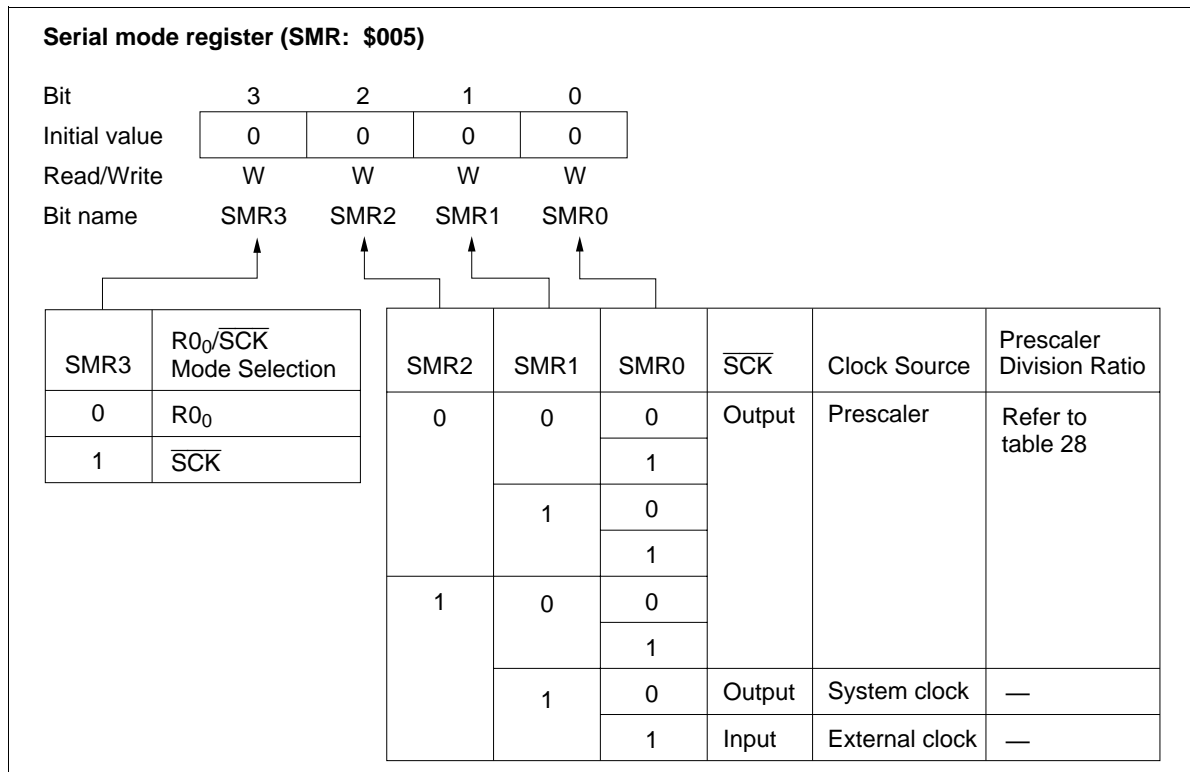 Serial mode register (SMR: $005)
Bit 3 2 1 0
Initial value 0 0 0 0
Read/Write W W W W
Bit name SMR3 SMR2 SMR1 SMR0
SMR3 R0₀/S̅C̅K̅ Mode Selection
0 R0₀
1 S̅C̅K̅
SMR2 SMR1 SMR0 S̅C̅K̅ Clock Source Prescaler Division Ratio
0 0 0 Output Prescaler Refer to table 28
1
1 0
1
1 0 0
1
1 0 Output System clock —
1 Input External clock —